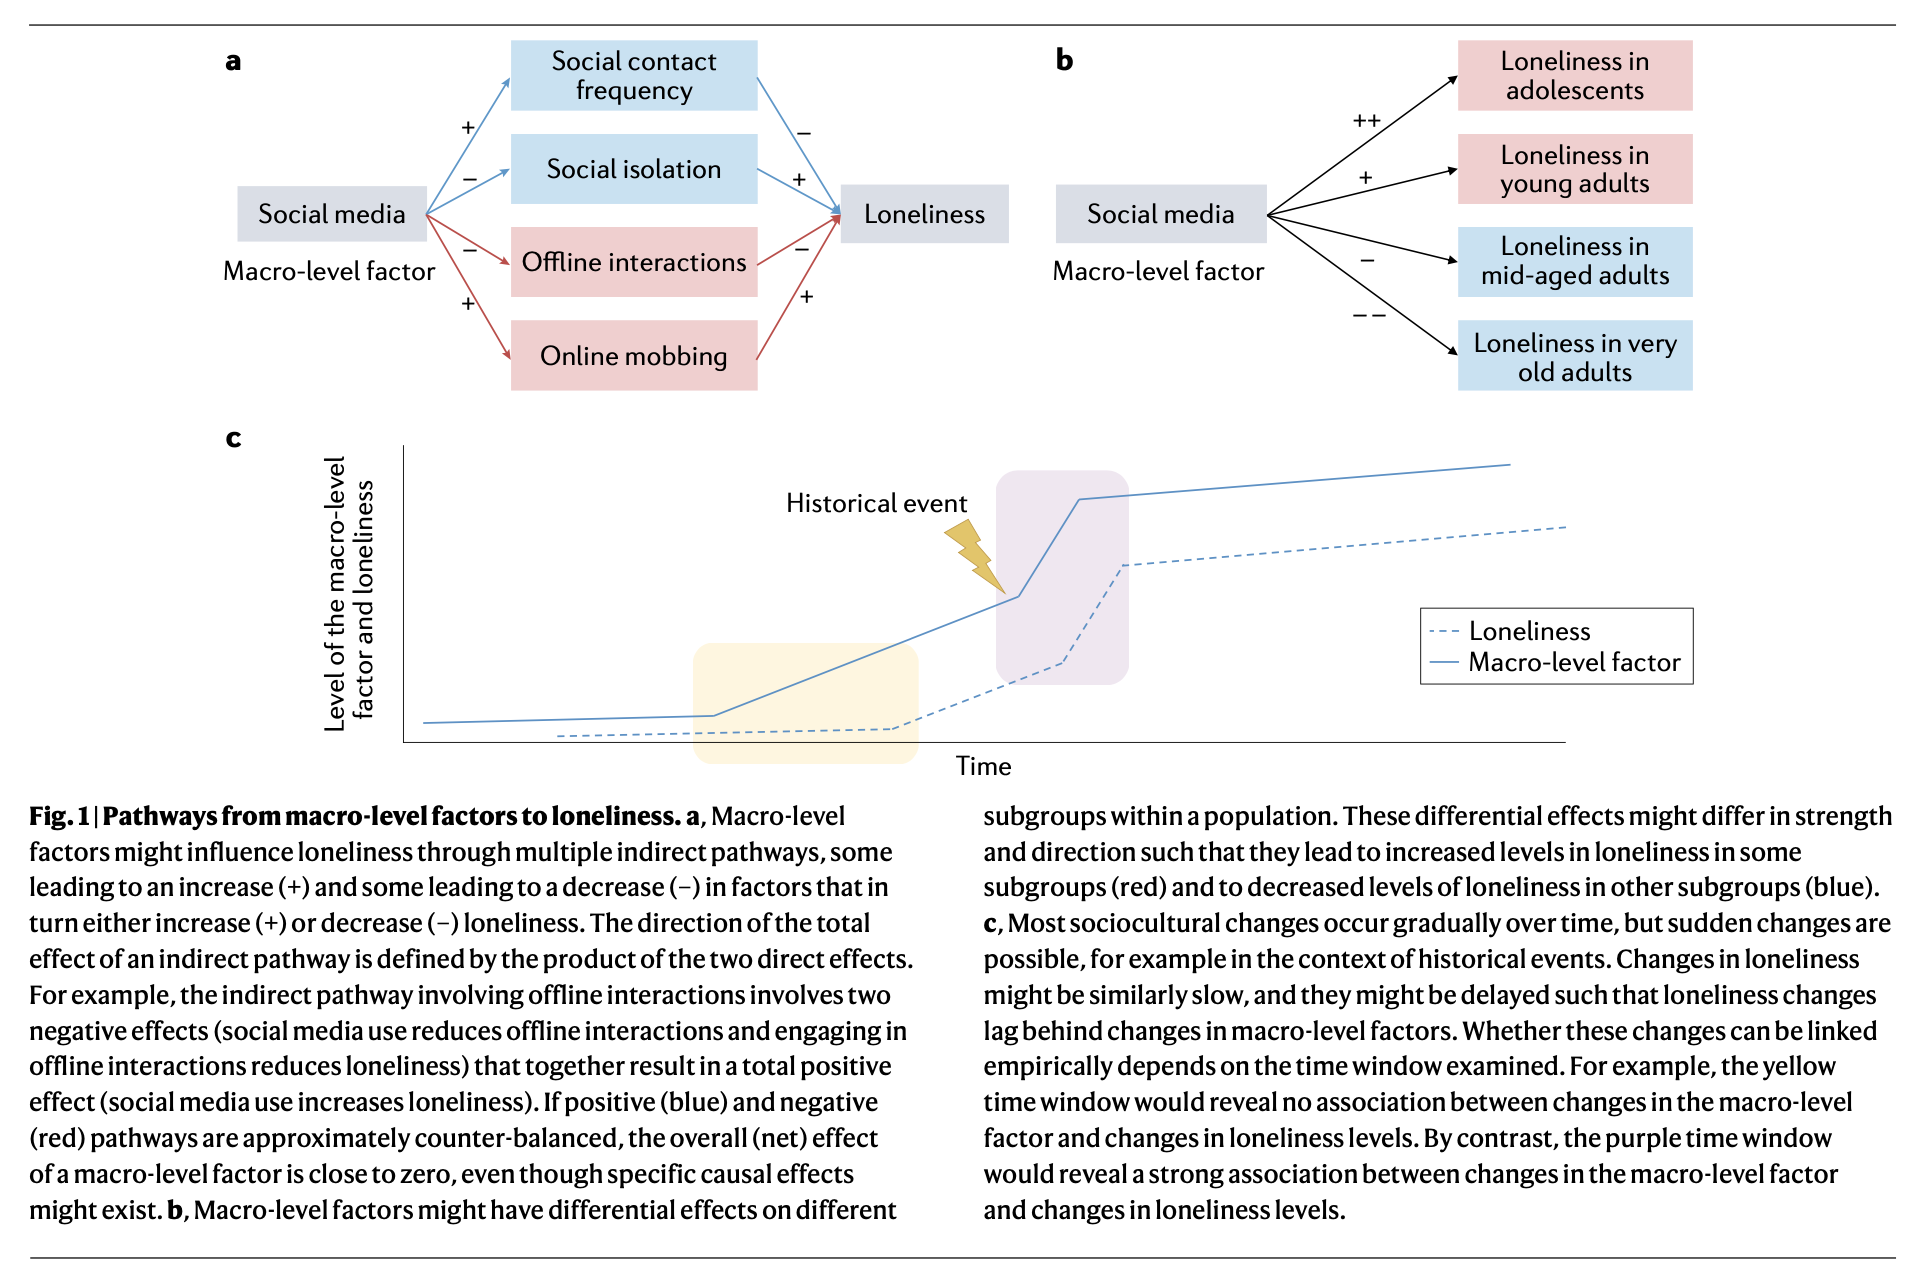 a
Social contact
frequency
+
−
Social isolation
−
+
Social media
Loneliness
Macro-level factor
−
Offline interactions
−
+
+
Online mobbing
b
Loneliness in
adolescents
++
Loneliness in
young adults
+
Social media
Macro-level factor
Loneliness in
mid-aged adults
−
−−
Loneliness in very
old adults
c
Level of the macro-level
factor and loneliness
Historical event
Loneliness
Macro-level factor
Time
Fig. 1 | Pathways from macro-level factors to loneliness. a, Macro-level
factors might influence loneliness through multiple indirect pathways, some
leading to an increase (+) and some leading to a decrease (−) in factors that in
turn either increase (+) or decrease (−) loneliness. The direction of the total
effect of an indirect pathway is defined by the product of the two direct effects.
For example, the indirect pathway involving offline interactions involves two
negative effects (social media use reduces offline interactions and engaging in
offline interactions reduces loneliness) that together result in a total positive
effect (social media use increases loneliness). If positive (blue) and negative
(red) pathways are approximately counter-balanced, the overall (net) effect
of a macro-level factor is close to zero, even though specific causal effects
might exist. b, Macro-level factors might have differential effects on different
subgroups within a population. These differential effects might differ in strength
and direction such that they lead to increased levels in loneliness in some
subgroups (red) and to decreased levels of loneliness in other subgroups (blue).
c, Most sociocultural changes occur gradually over time, but sudden changes are
possible, for example in the context of historical events. Changes in loneliness
might be similarly slow, and they might be delayed such that loneliness changes
lag behind changes in macro-level factors. Whether these changes can be linked
empirically depends on the time window examined. For example, the yellow
time window would reveal no association between changes in the macro-level
factor and changes in loneliness levels. By contrast, the purple time window
would reveal a strong association between changes in the macro-level factor
and changes in loneliness levels.